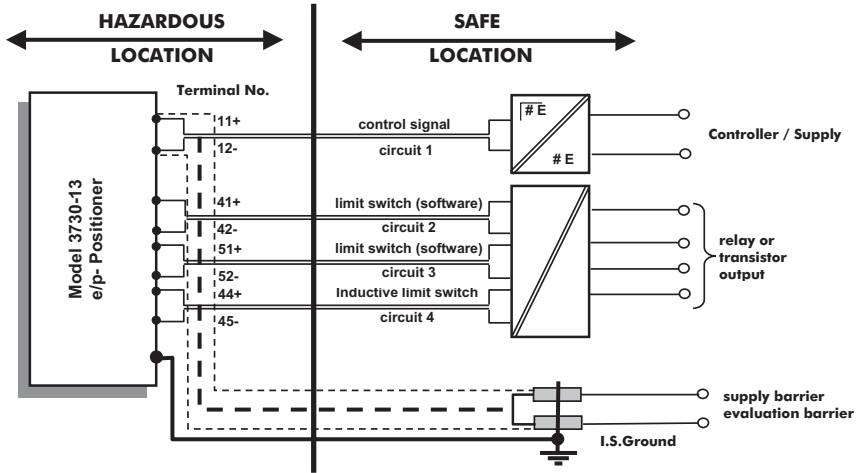 HAZARDOUS
LOCATION
SAFE
LOCATION
Terminal No.
Model 3730-13
e/p- Positioner
11+
12-
41+
42-
51+
52-
44+
45-
control signal
circuit 1
limit switch (software)
circuit 2
limit switch (software)
circuit 3
Inductive limit switch
circuit 4
# E
# E
Controller / Supply
relay or
transistor
output
supply barrier
evaluation barrier
I.S.Ground